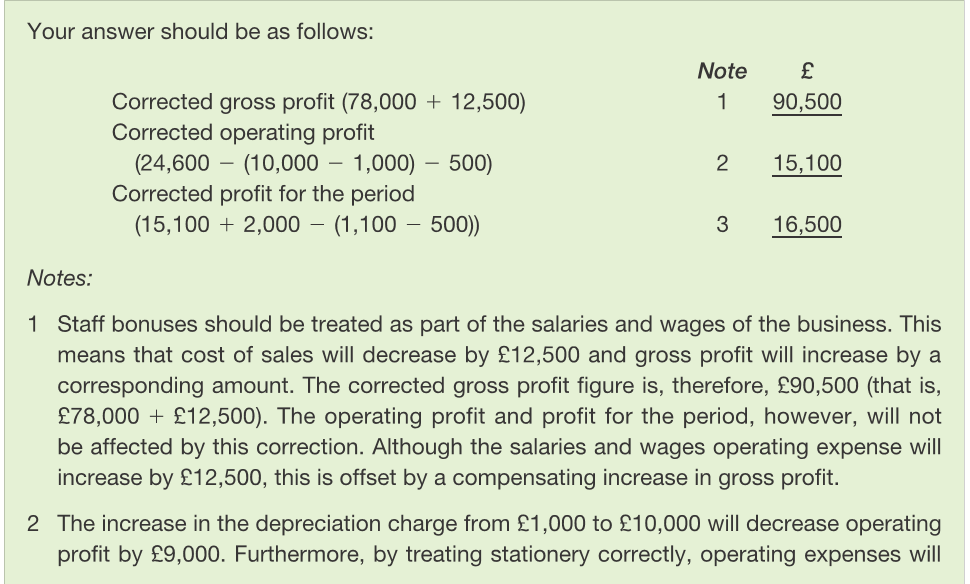 Your answer should be as follows:
Note £
Corrected gross profit (78,000 + 12,500) 1 90,500
Corrected operating profit
(24,600 − (10,000 − 1,000) − 500) 2 15,100
Corrected profit for the period
(15,100 + 2,000 − (1,100 − 500)) 3 16,500
Notes:
1 Staff bonuses should be treated as part of the salaries and wages of the business. This
means that cost of sales will decrease by £12,500 and gross profit will increase by a
corresponding amount. The corrected gross profit figure is, therefore, £90,500 (that is,
£78,000 + £12,500). The operating profit and profit for the period, however, will not
be affected by this correction. Although the salaries and wages operating expense will
increase by £12,500, this is offset by a compensating increase in gross profit.
2 The increase in the depreciation charge from £1,000 to £10,000 will decrease operating
profit by £9,000. Furthermore, by treating stationery correctly, operating expenses will